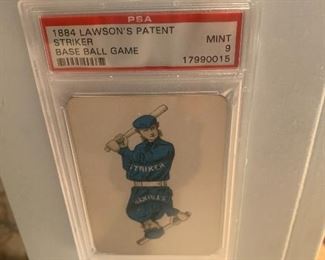 PSA
1884 LAWSON'S PATENT
STRIKER MINT
BASE BALL GAME 9
17990015
STRIKER
STRIKER